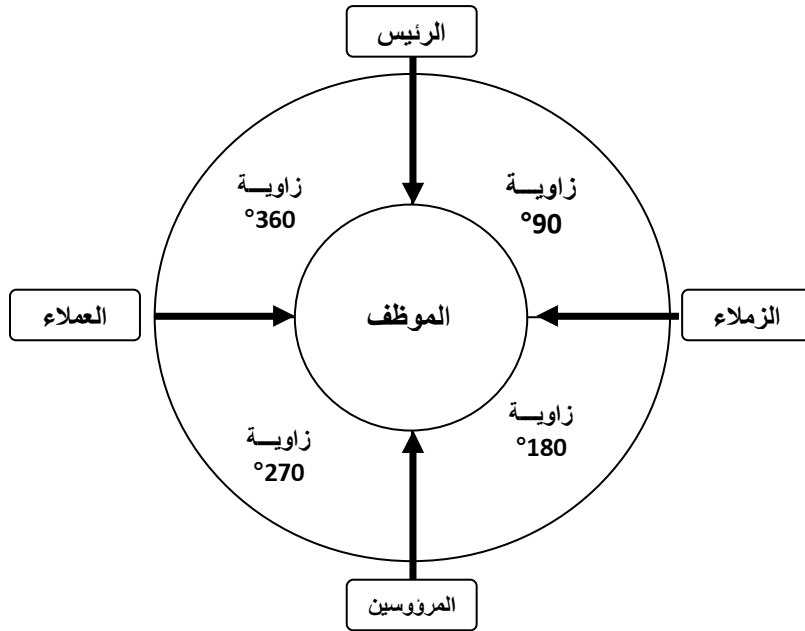 الرئيس
زاويـــة
°90
زاويـــة
°360
الزملاء
الموظف
العملاء
زاويـــة
°180
زاويـــة
°270
المرؤوسين